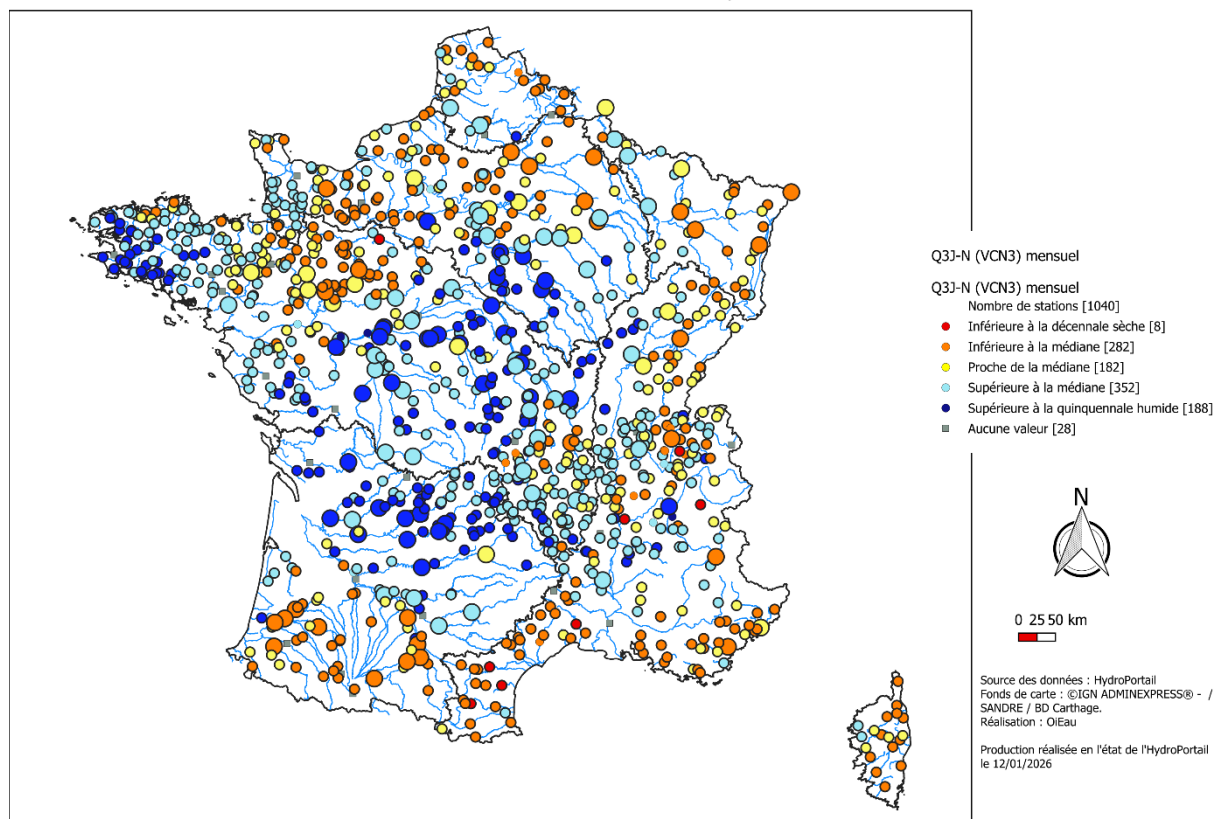 Q3J-N (VCN3) mensuel
Q3J-N (VCN3) mensuel
Nombre de stations [1040]
Inférieure à la décennale sèche [8]
Inférieure à la médiane [282]
Proche de la médiane [182]
Supérieure à la médiane [352]
Supérieure à la quinquennale humide [188]
Aucune valeur [28]
N
0 25 50 km
Source des données : HydroPortail
Fonds de carte : ©IGN ADMINEXPRESS® - /
SANDRE / BD Carthage.
Réalisation : OiEau
Production réalisée en l'état de l'HydroPortail
le 12/01/2026